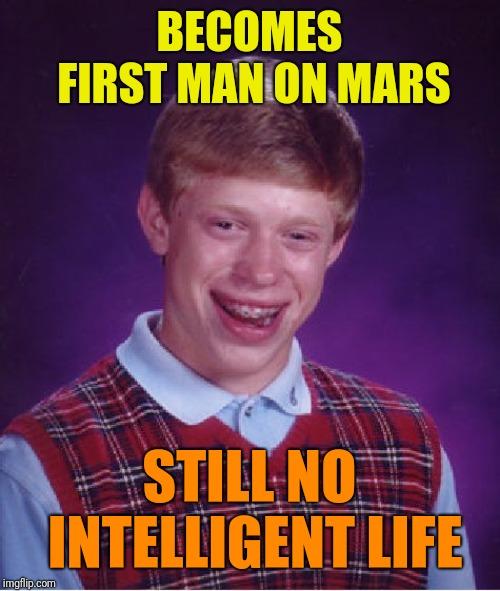 BECOMES
FIRST MAN ON MARS
STILL NO
INTELLIGENT LIFE
imgflip.com